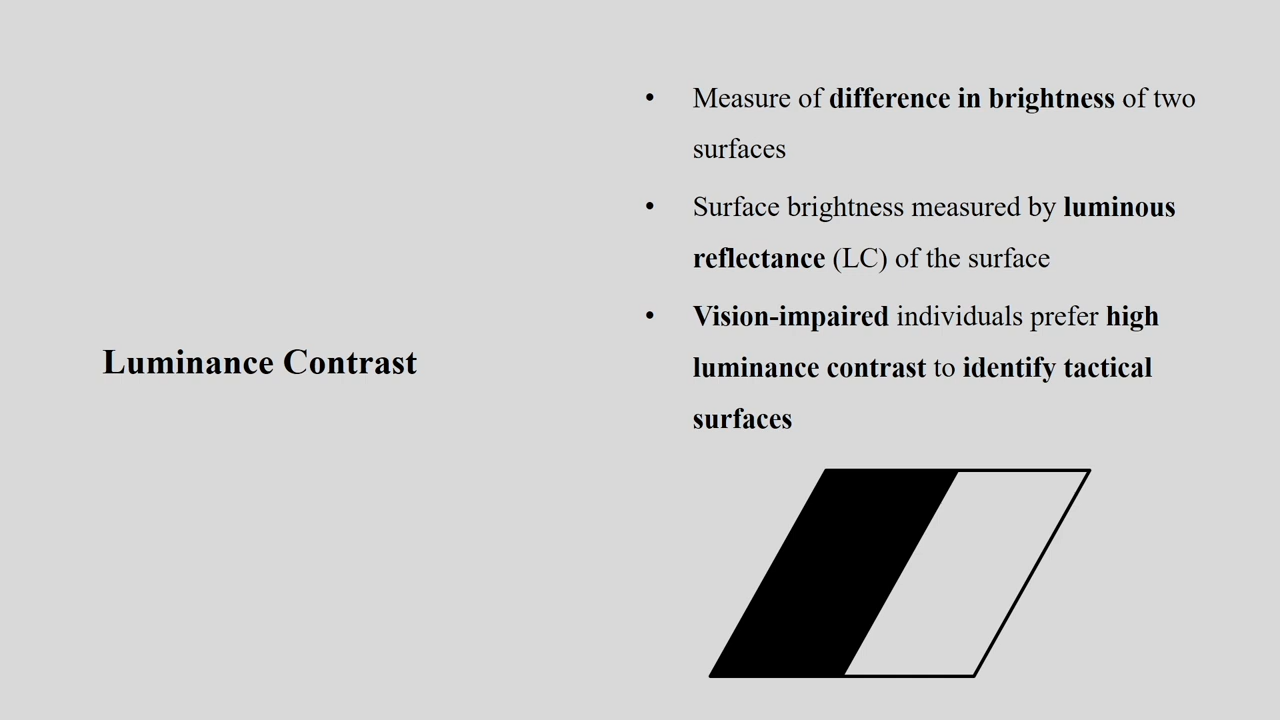 Luminance Contrast
• Measure of difference in brightness of two
surfaces
• Surface brightness measured by luminous
reflectance (LC) of the surface
• Vision-impaired individuals prefer high
luminance contrast to identify tactical
surfaces